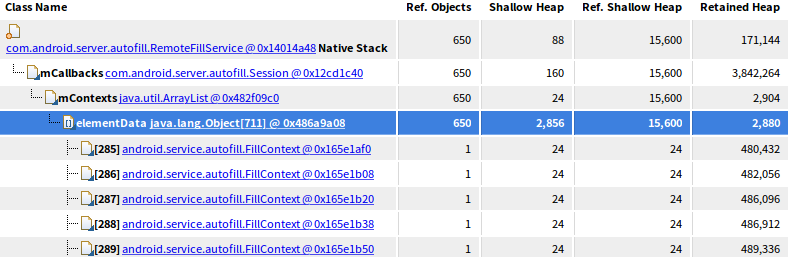 Class Name Ref. Objects Shallow Heap Ref. Shallow Heap Retained Heap
com.android.server.autofill.RemoteFillService @ 0x14014a48 Native Stack 650 88 15,600 171,144
mCallbacks com.android.server.autofill.Session @ 0x12cd1c40 650 160 15,600 3,842,264
mContexts java.util.ArrayList @ 0x482f09c0 650 24 15,600 2,904
elementData java.lang.Object[711] @ 0x486a9a08 650 2,856 15,600 2,880
[285] android.service.autofill.FillContext @ 0x165e1af0 1 24 24 480,432
[286] android.service.autofill.FillContext @ 0x165e1b08 1 24 24 482,056
[287] android.service.autofill.FillContext @ 0x165e1b20 1 24 24 486,096
[288] android.service.autofill.FillContext @ 0x165e1b38 1 24 24 486,912
[289] android.service.autofill.FillContext @ 0x165e1b50 1 24 24 489,336